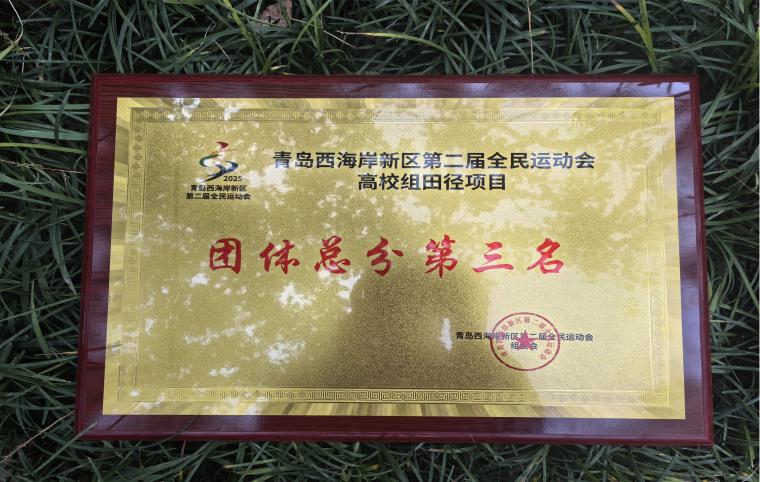 青岛西海岸新区第二届全民运动会
高校组田径项目
2025
青岛西海岸新区
第二届全民运动会
团体总分第三名
青岛西海岸新区第二届全民运动会